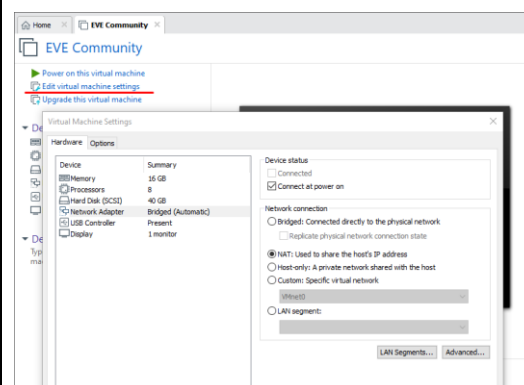 Home
EVE Community
EVE Community
Power on this virtual machine
Edit virtual machine settings
Upgrade this virtual machine
De
Virtual Machine Settings
Hardware Options
Device Summary
Memory 16 GB
Processors 8
Hard Disk (SCSI) 40 GB
Network Adapter Bridged (Automatic)
USB Controller Present
Display 1 monitor
De
Typ
ma
Device status
Connected
Connect at power on
Network connection
Bridged: Connected directly to the physical network
Replicate physical network connection state
NAT: Used to share the host's IP address
Host-only: A private network shared with the host
Custom: Specific virtual network
VMnet0
LAN segment:
LAN Segments... Advanced...